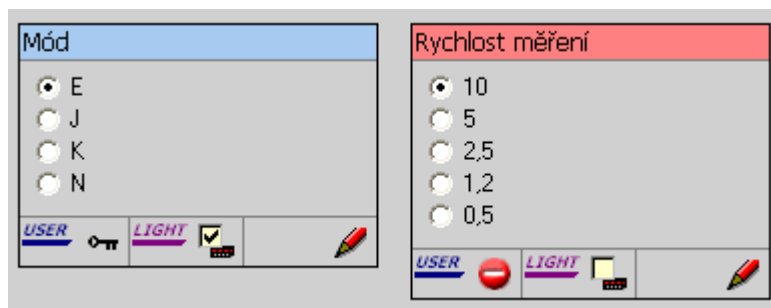 Mód
E
J
K
N
USER LIGHT
Rychlost měření
10
5
2,5
1,2
0,5
USER LIGHT